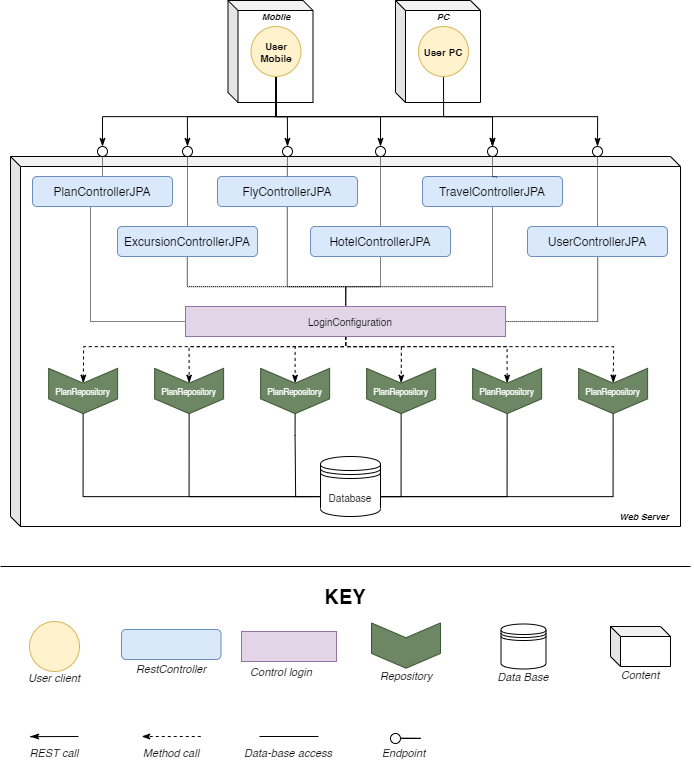 Mobile
PC
User
Mobile
User PC
PlanControllerJPA
FlyControllerJPA
TravelControllerJPA
ExcursionControllerJPA
HotelControllerJPA
UserControllerJPA
LoginConfiguration
PlanRepository
PlanRepository
PlanRepository
PlanRepository
PlanRepository
PlanRepository
Database
Web Server
KEY
User client
RestController
Control login
Repository
Data Base
Content
REST call
Method call
Data-base access
Endpoint